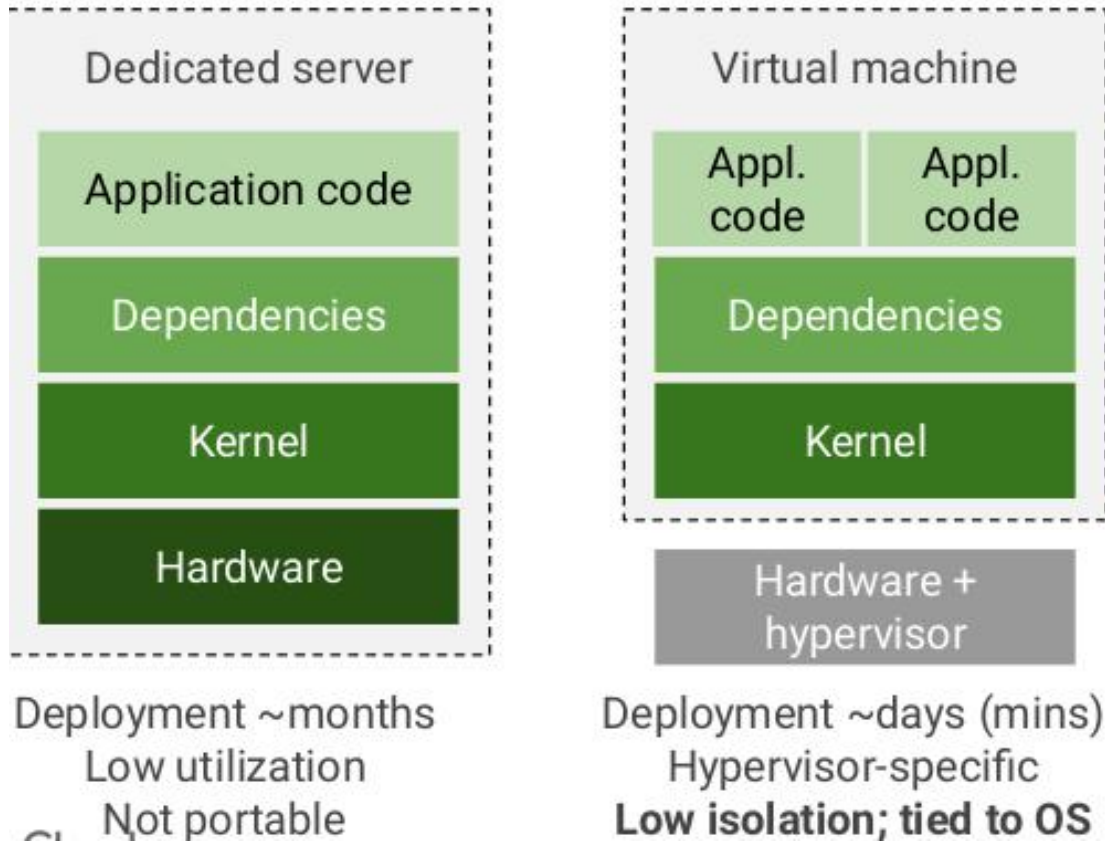 Dedicated server
Application code
Dependencies
Kernel
Hardware
Deployment ~months
Low utilization
Not portable
Virtual machine
Appl. code
Appl. code
Dependencies
Kernel
Hardware +
hypervisor
Deployment ~days (mins)
Hypervisor-specific
Low isolation; tied to OS